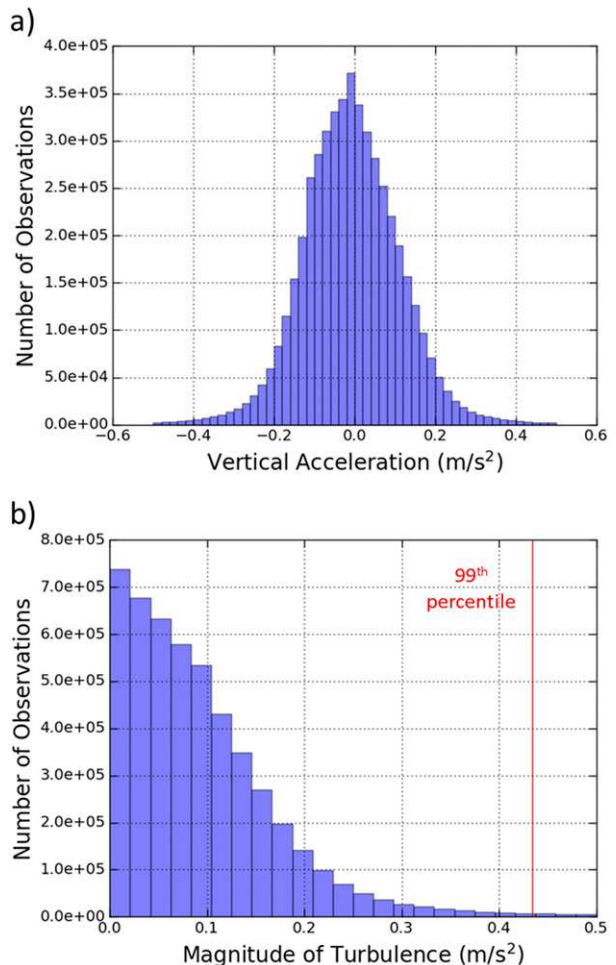 a)
4.0e+05
3.5e+05
3.0e+05
2.5e+05
2.0e+05
1.5e+05
1.0e+05
5.0e+04
0.0e+00
Number of Observations
−0.6 −0.4 −0.2 0.0 0.2 0.4 0.6
Vertical Acceleration (m/s²)
b)
8.0e+05
7.0e+05
6.0e+05
5.0e+05
4.0e+05
3.0e+05
2.0e+05
1.0e+05
0.0e+00
Number of Observations
99th
percentile
0.0 0.1 0.2 0.3 0.4 0.5
Magnitude of Turbulence (m/s²)